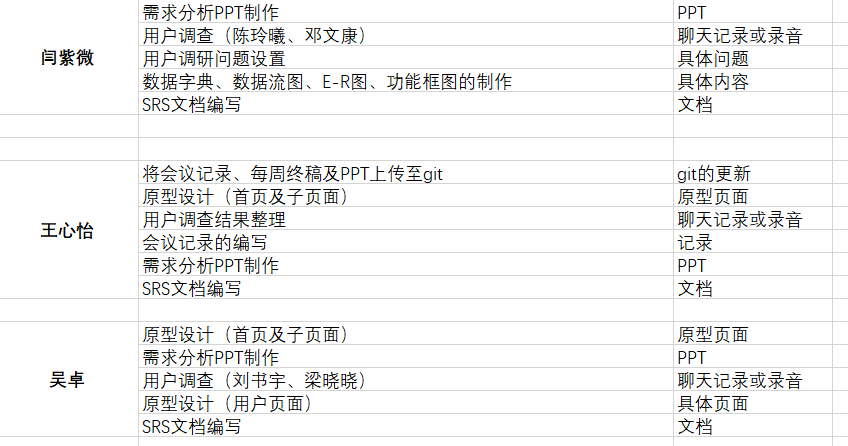 需求分析PPT制作 PPT
用户调查（陈玲曦、邓文康） 聊天记录或录音
闫紫微 用户调研问题设置 具体问题
数据字典、数据流图、E-R图、功能框图的制作 具体内容
SRS文档编写 文档
将会议记录、每周终稿及PPT上传至git git的更新
原型设计（首页及子页面） 原型页面
用户调查结果整理 聊天记录或录音
王心怡 会议记录的编写 记录
需求分析PPT制作 PPT
SRS文档编写 文档
原型设计（首页及子页面） 原型页面
需求分析PPT制作 PPT
吴卓 用户调查（刘书宇、梁晓晓） 聊天记录或录音
原型设计（用户页面） 具体页面
SRS文档编写 文档